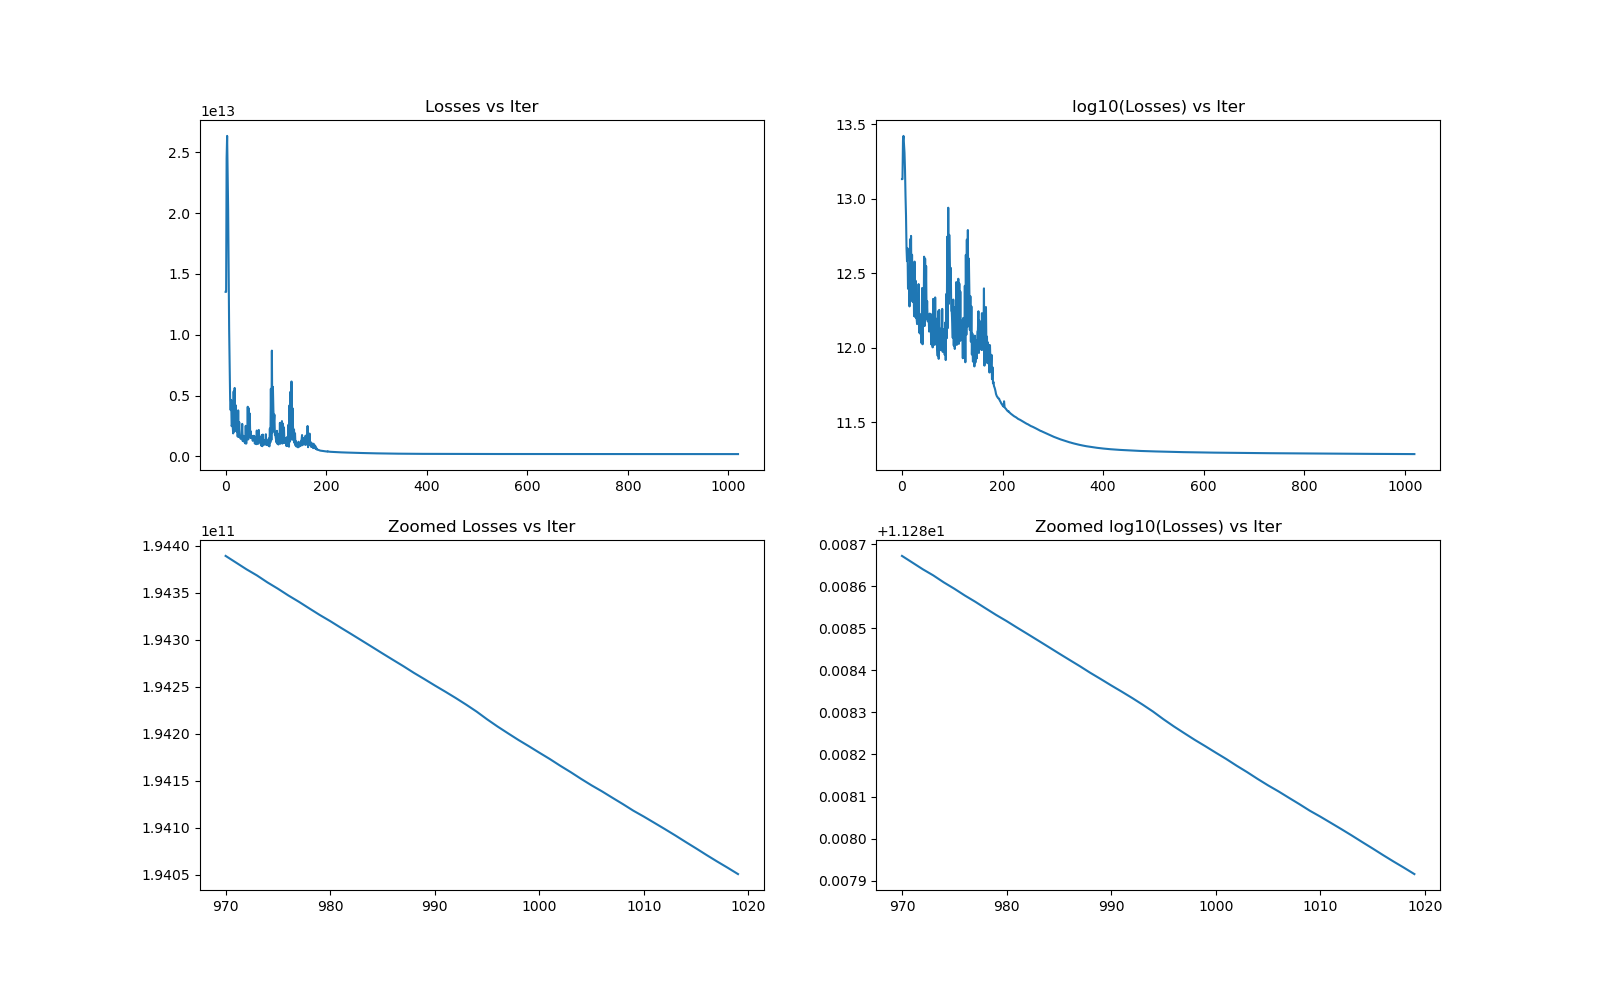 Losses vs Iter
1e13
2.5
2.0
1.5
1.0
0.5
0.0
0 200 400 600 800 1000
log10(Losses) vs Iter
13.5
13.0
12.5
12.0
11.5
0 200 400 600 800 1000
Zoomed Losses vs Iter
1e11
1.9440
1.9435
1.9430
1.9425
1.9420
1.9415
1.9410
1.9405
970 980 990 1000 1010 1020
Zoomed log10(Losses) vs Iter
+1.128e1
0.0087
0.0086
0.0085
0.0084
0.0083
0.0082
0.0081
0.0080
0.0079
970 980 990 1000 1010 1020